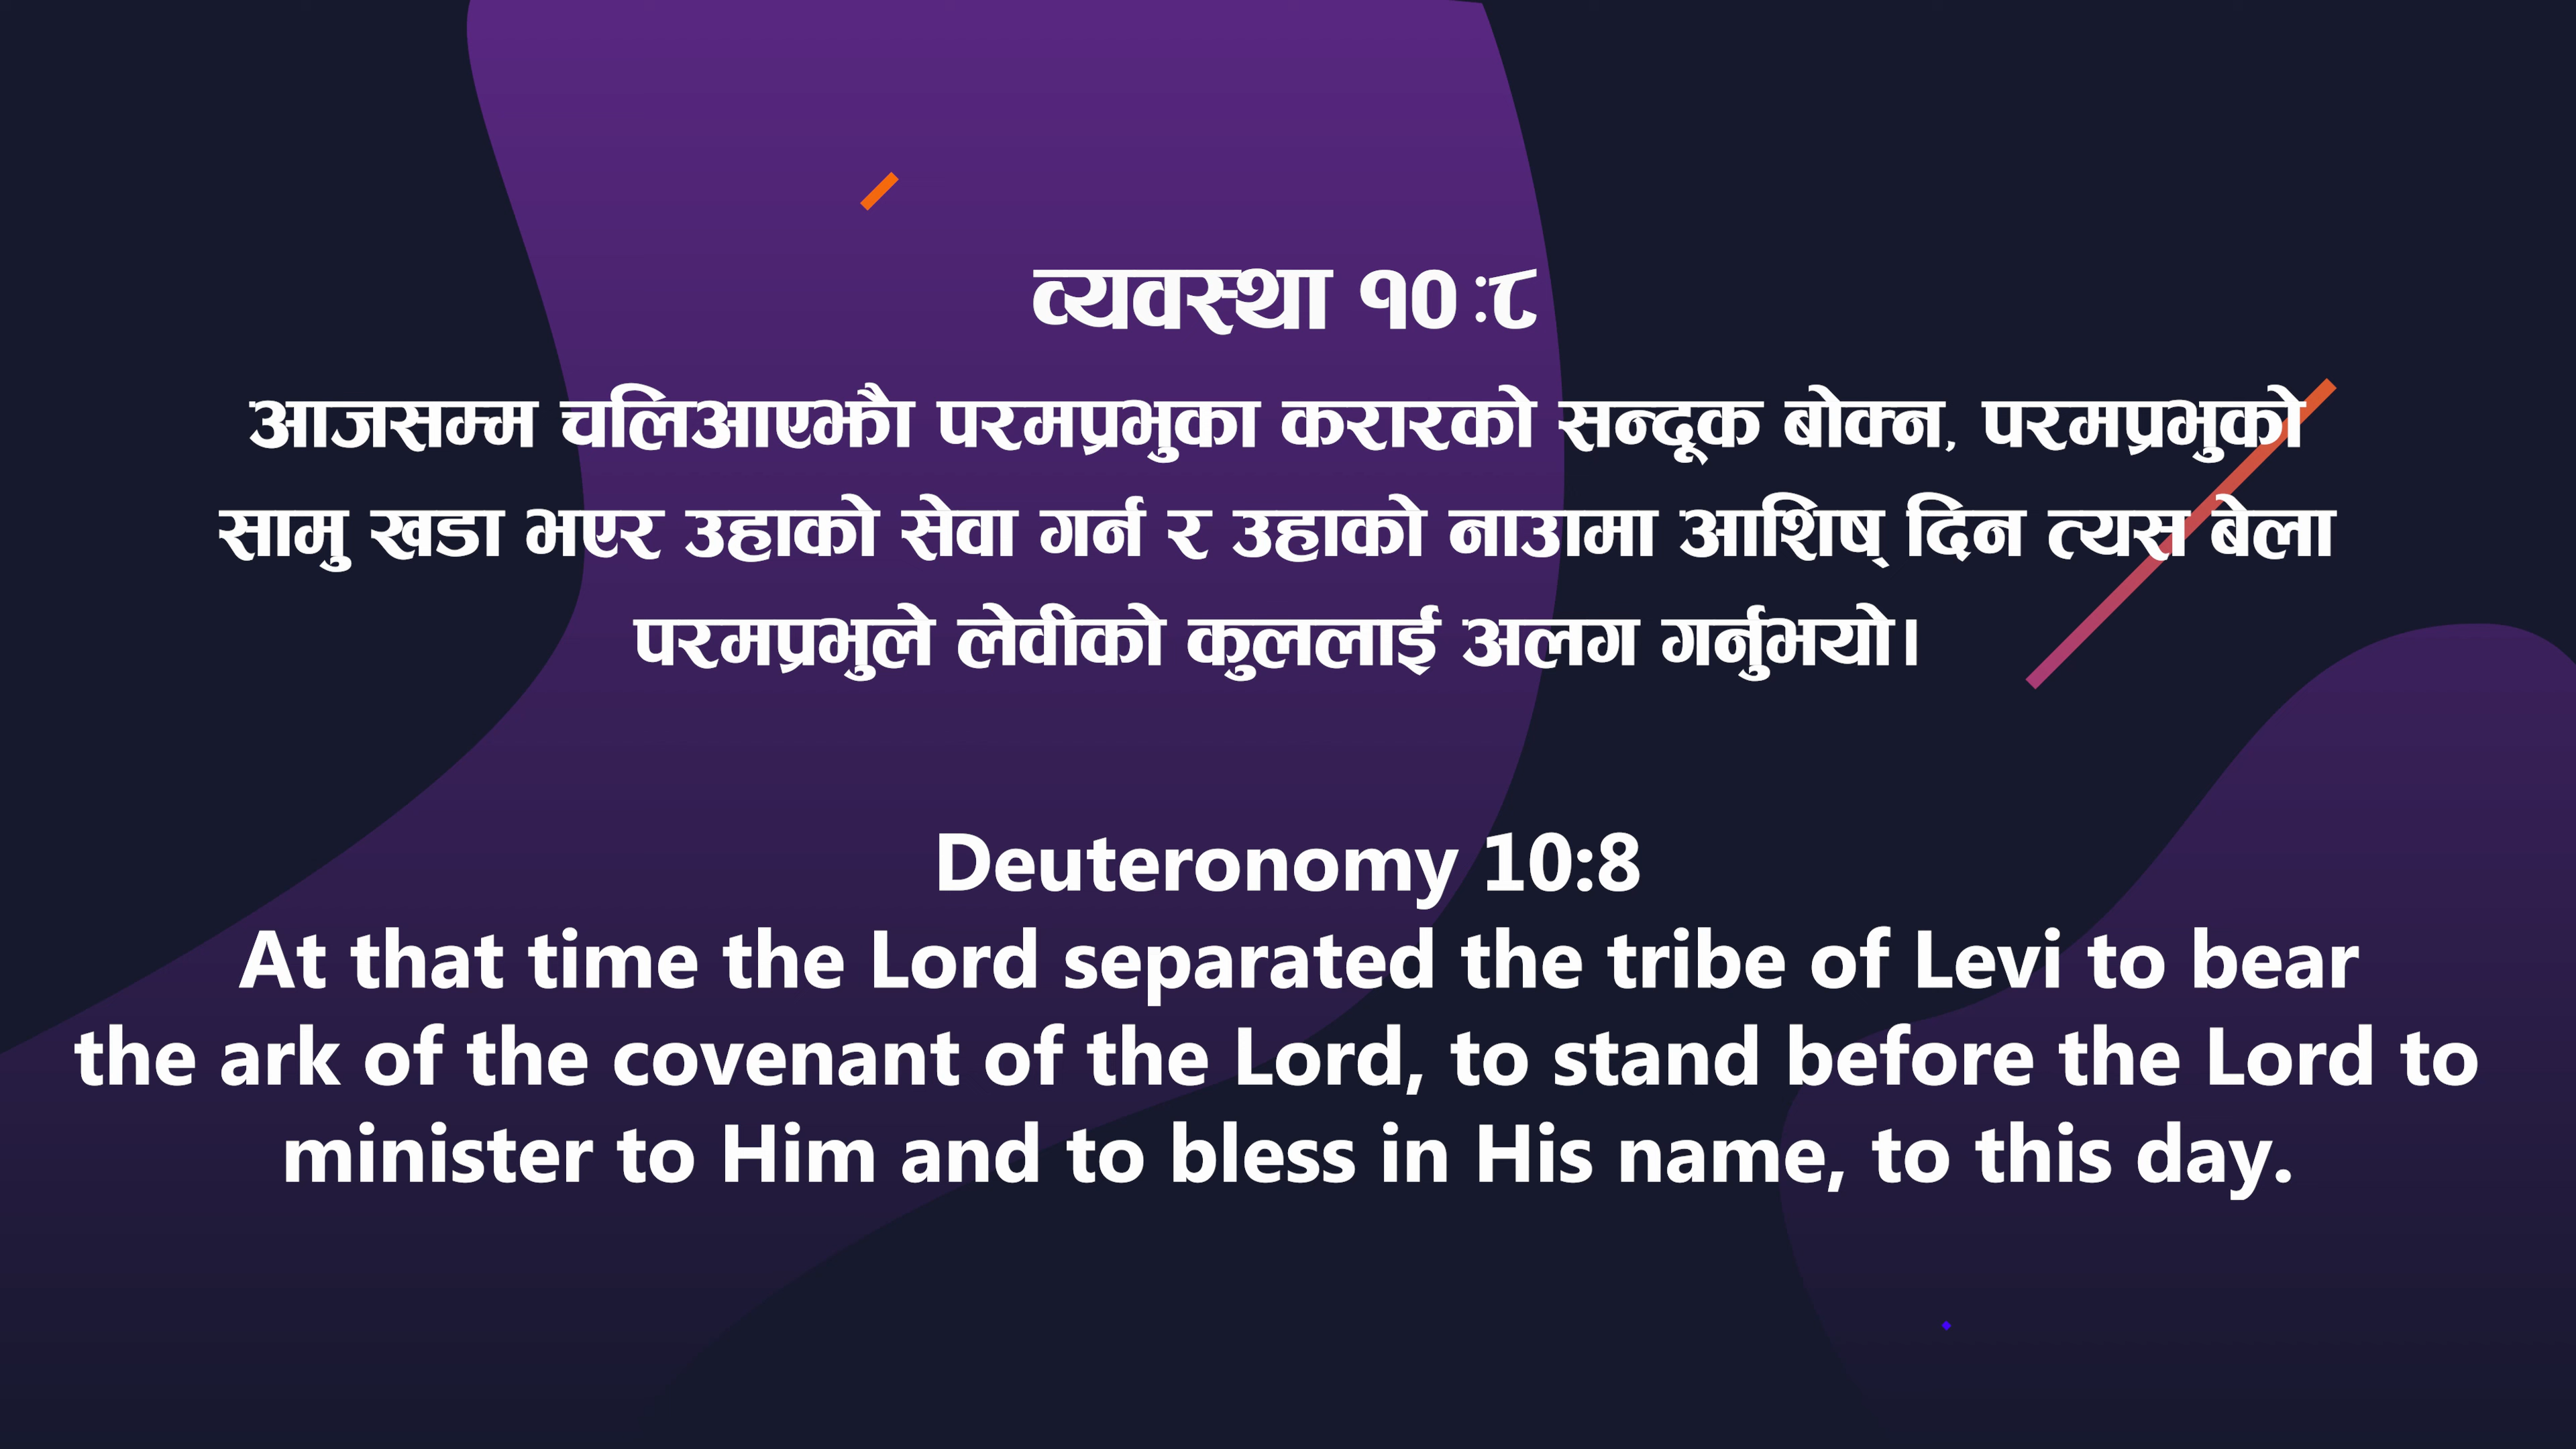 व्यवस्था १०ः८
आजसम्म चलिआएझैा परमप्रभुका करारको सन्दूक बोक्न, परमप्रभुको
सामु खडा भएर उहाको सेवा गर्न र उहाको नाउामा आशिष् दिन त्यस बेला
परमप्रभुले लेवीको कुललाई अलग गर्नुभयो।
Deuteronomy 10:8
At that time the Lord separated the tribe of Levi to bear
the ark of the covenant of the Lord, to stand before the Lord to
minister to Him and to bless in His name, to this day.